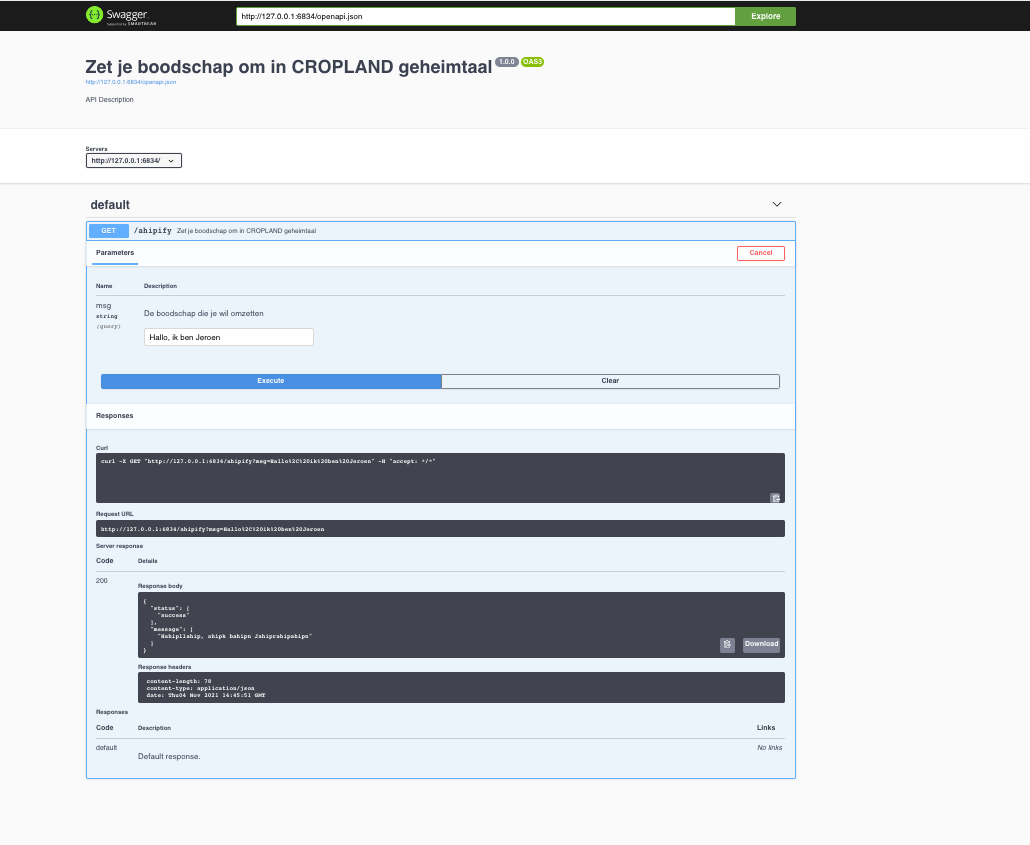 Swagger
Supported by SMARTBEAR
http://127.0.0.1:6834/openapi.json
Explore
Zet je boodschap om in CROPLAND geheimtaal 1.0.0 OAS3
http://127.0.0.1:6834/openapi.json
API Description
Servers
http://127.0.0.1:6834/
default
GET /ahipify Zet je boodschap om in CROPLAND geheimtaal
Parameters
Cancel
Name Description
msg
string
(query)
De boodschap die je wil omzetten
Hallo, ik ben Jeroen
Execute Clear
Responses
Curl
curl -X GET "http://127.0.0.1:6834/ahipify?msg=Hallo%2C%20ik%20ben%20Jeroen" -H "accept: */*"
Request URL
http://127.0.0.1:6834/ahipify?msg=Hallo%2C%20ik%20ben%20Jeroen
Server response
Code Details
200
Response body
{
"status": [
"success"
],
"message": [
"Hahipllahip, ahipk bahipn Jahiprahipahipn"
]
}
Download
Response headers
content-length: 78
content-type: application/json
date: Thu04 Nov 2021 14:45:51 GMT
Responses
Code Description Links
default
Default response.
No links